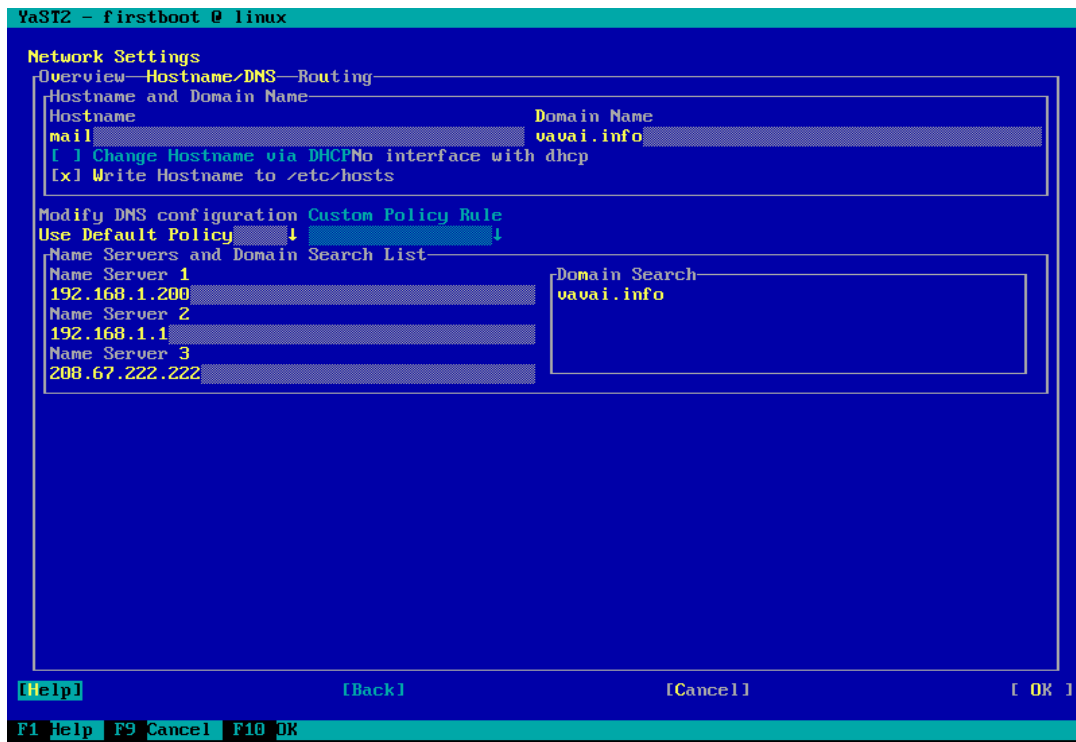 YaST2 - firstboot @ linux
Network Settings
Overview Hostname/DNS Routing
Hostname and Domain Name
Hostname Domain Name
mail vavai.info
[ ] Change Hostname via DHCPNo interface with dhcp
[x] Write Hostname to /etc/hosts
Modify DNS configuration Custom Policy Rule
Use Default Policy↓ ↓
Name Servers and Domain Search List
Name Server 1 Domain Search
192.168.1.200 vavai.info
Name Server 2
192.168.1.1
Name Server 3
208.67.222.222
[Help] [Back] [Cancel] [ OK ]
F1 Help F9 Cancel F10 OK